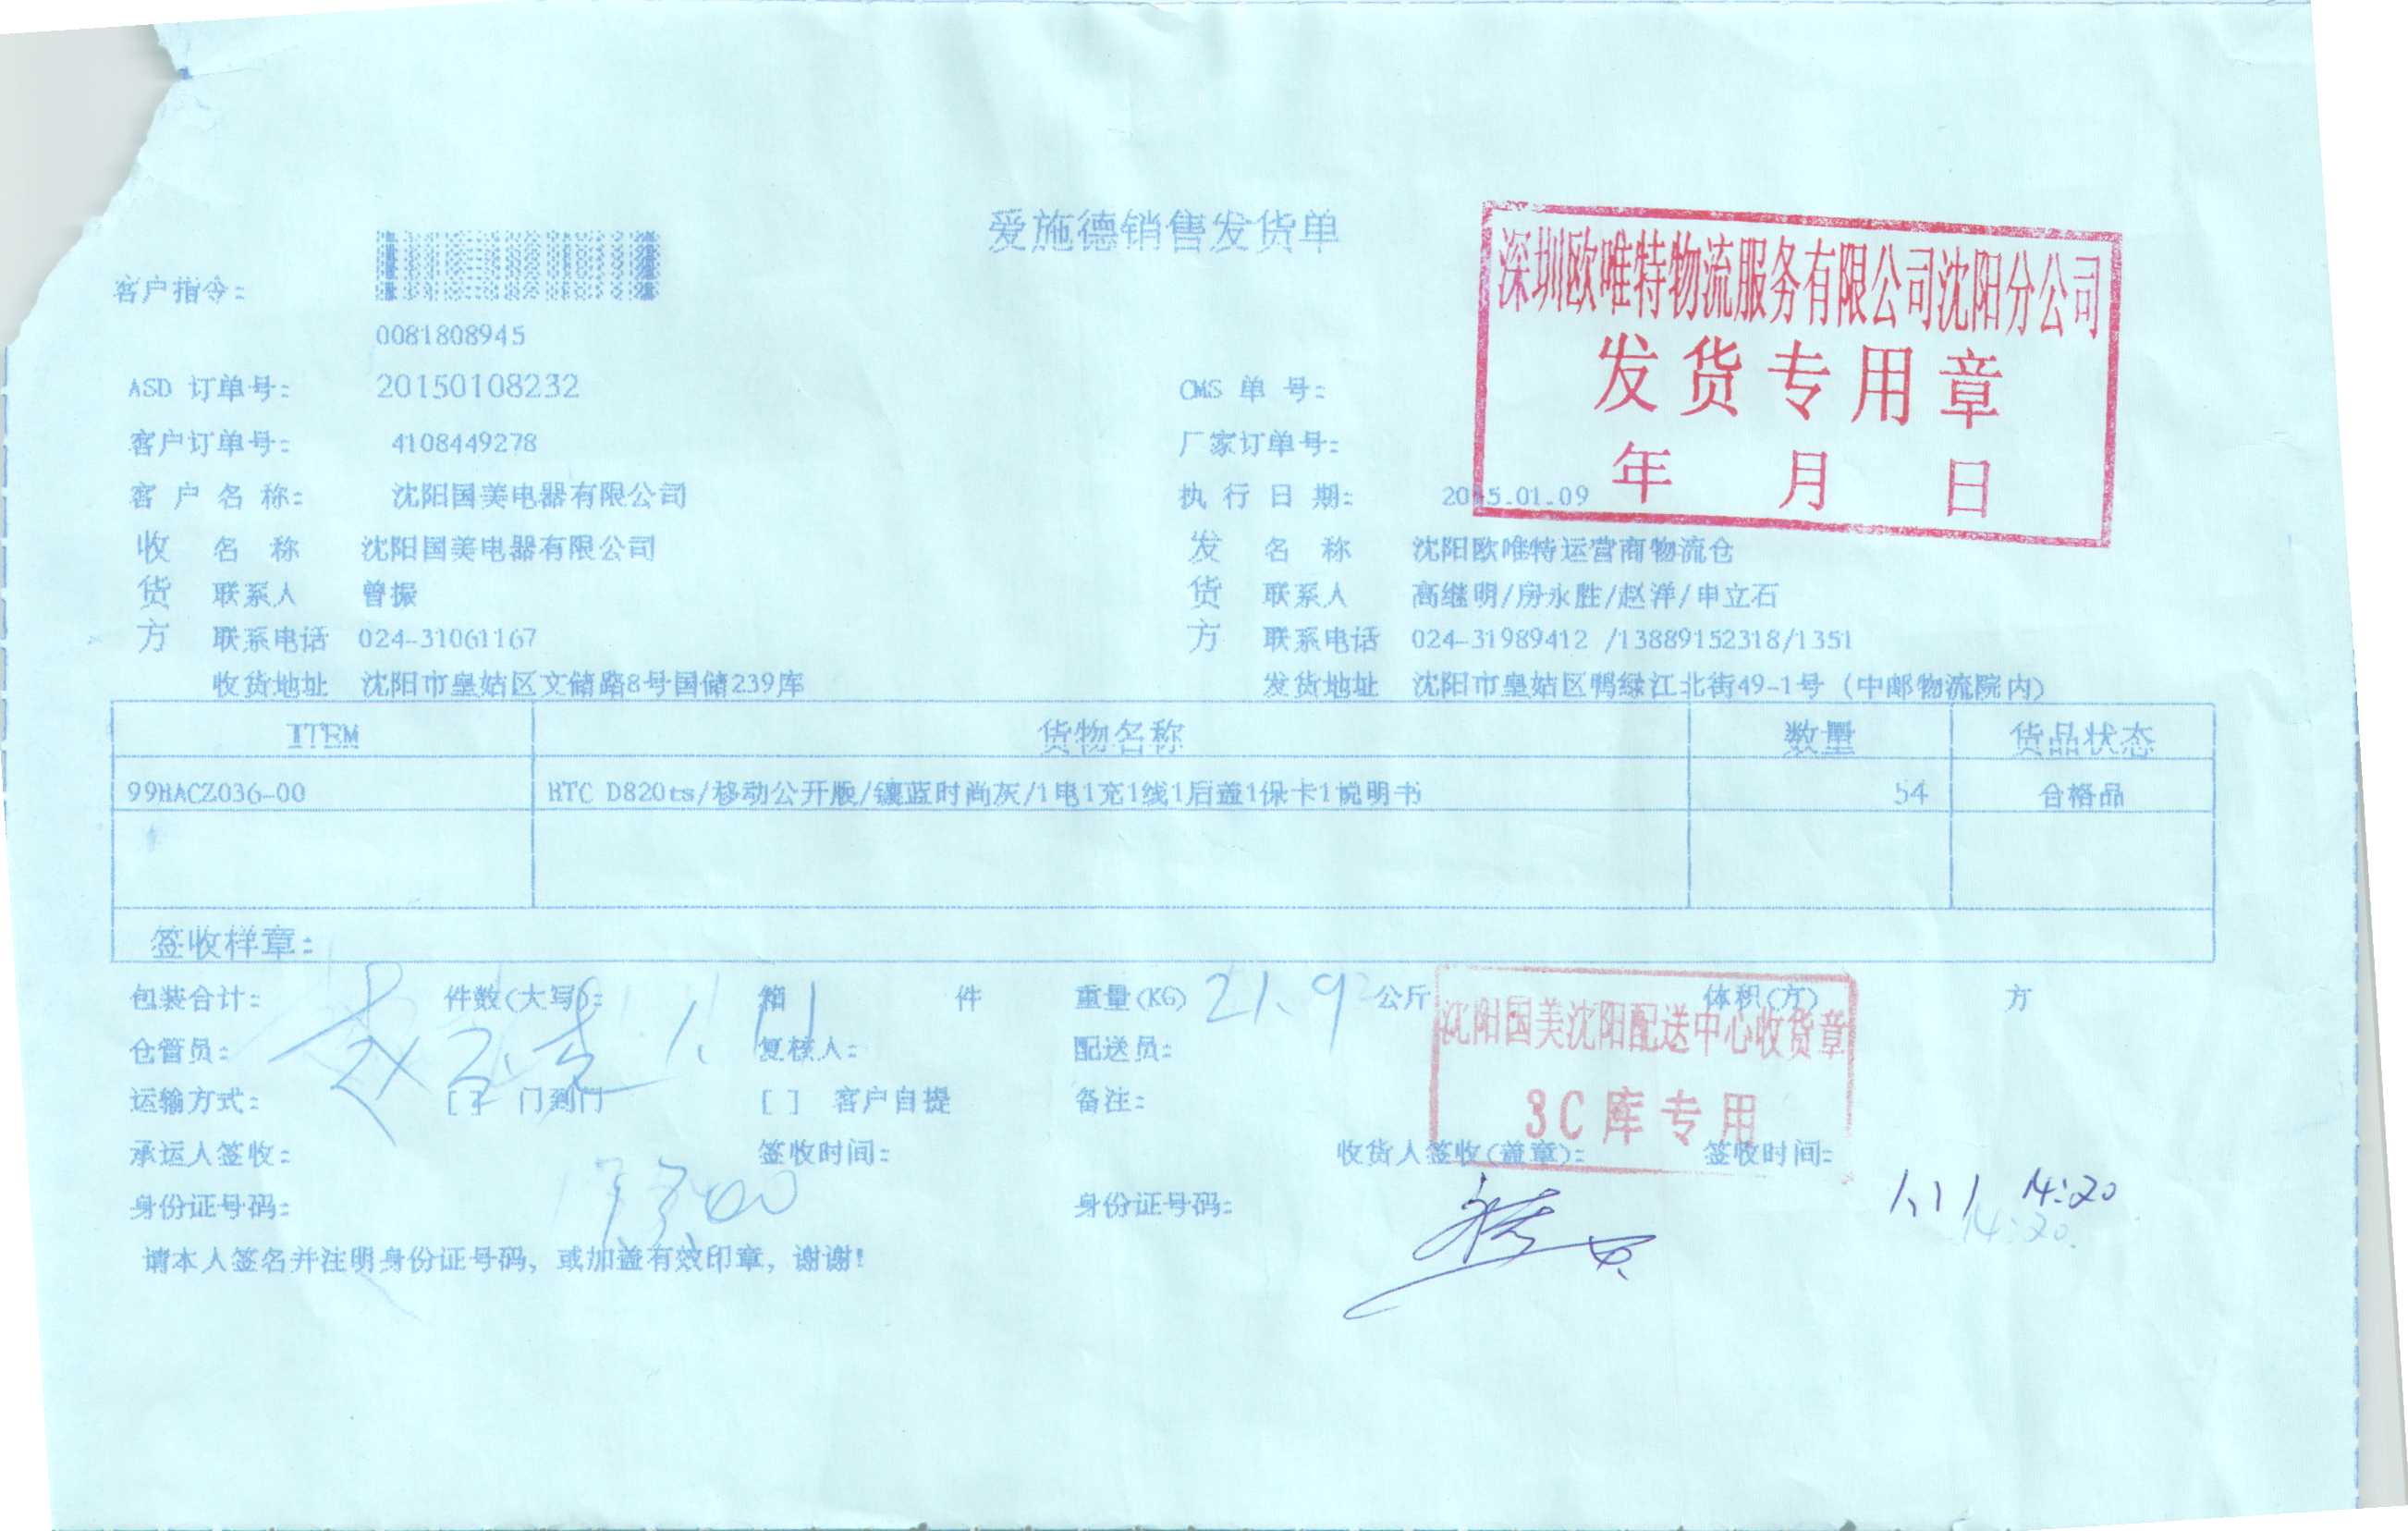 爱施德销售发货单
深圳欧唯特物流服务有限公司沈阳分公司
发货专用章
年 月 日
客户指令:
0081808945
ASD 订单号: 20150108232 CMS 单 号:
客户订单号: 4108449278 厂家订单号:
客 户 名 称: 沈阳国美电器有限公司 执 行 日 期: 2015.01.09
收 名 称 沈阳国美电器有限公司 发 名 称 沈阳欧唯特运营商物流仓
货 联系人 曾振 货 联系人 高继明/房永胜/赵洋/申立石
方 联系电话 024-31061167 方 联系电话 024-31989412 /13889152318/1351
收货地址 沈阳市皇姑区文储路8号国储239库 发货地址 沈阳市皇姑区鸭绿江北街49-1号 (中邮物流院内)
ITEM 货物名称 数量 货品状态
99HACZ036-00 HTC D820ts/移动公开版/镶蓝时尚灰/1电1充1线1后盖1保卡1说明书 54 合格品
签收样章:
包装合计: 件数(大写): 箱 件 重量(KG) 21.9 公斤 体积(方) 方
沈阳国美沈阳配送中心收货章
3C库专用
仓管员: 复核人: 配送员:
运输方式: [ ] 门到门 [ ] 客户自提 备注:
承运人签收: 签收时间: 收货人签收(盖章): 签收时间:
1.11 14:20
身份证号码: 身份证号码:
请本人签名并注明身份证号码, 或加盖有效印章, 谢谢!